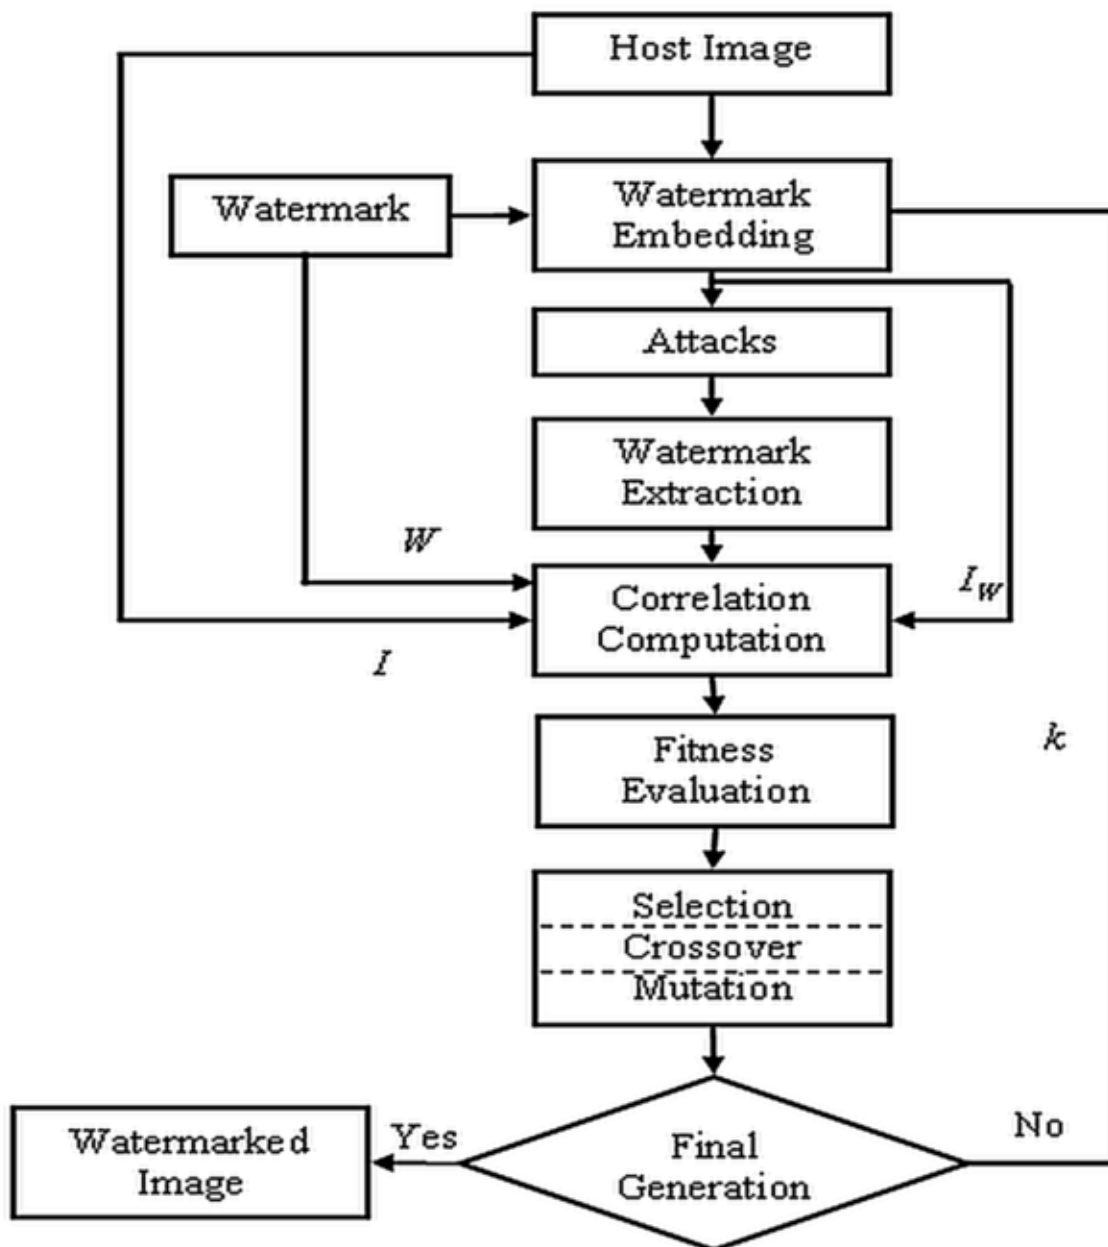 Host Image
Watermark
Watermark
Embedding
Attacks
Watermark
Extraction
W
I
Correlation
Computation
I_W
k
Fitness
Evaluation
Selection
Crossover
Mutation
Watermarked
Image
Yes
Final
Generation
No